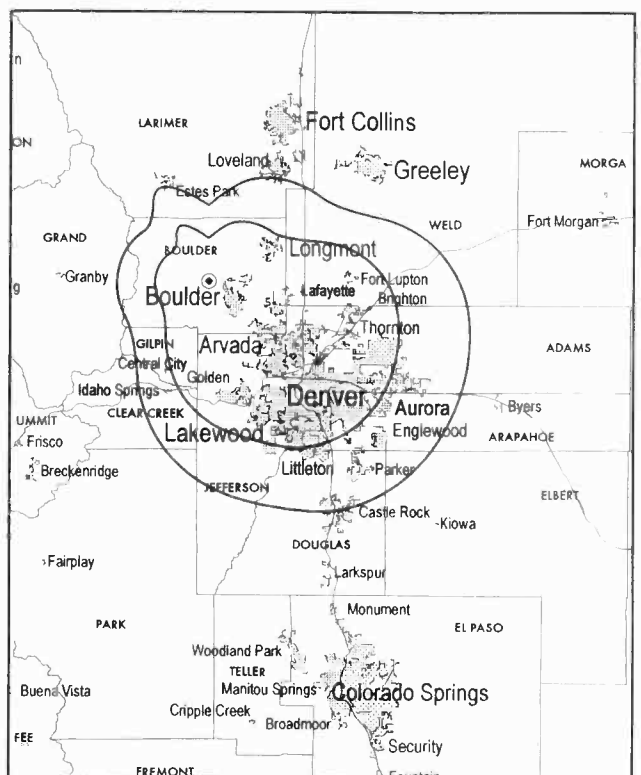 n
LARIMER
Fort Collins
ON
Loveland
Greeley
MORGA
Estes Park
WELD
Fort Morgan
GRAND
BOULDER
Longmont
Granby
Fort Lupton
g
Boulder
Lafayette
Brighton
Thornton
GILPIN
Arvada
ADAMS
Central City
Golden
Idaho Springs
Denver
Aurora
Byers
CLEAR CREEK
UMMIT
Lakewood
Englewood
ARAPAHOE
Frisco
Littleton
Parker
Breckenridge
JEFFERSON
ELBERT
Castle Rock
Kiowa
DOUGLAS
Fairplay
Larkspur
Monument
PARK
EL PASO
Woodland Park
TELLER
Buena Vista
Manitou Springs
Colorado Springs
Cripple Creek
Broadmoor
FEE
Security
FREMONT
Fountain